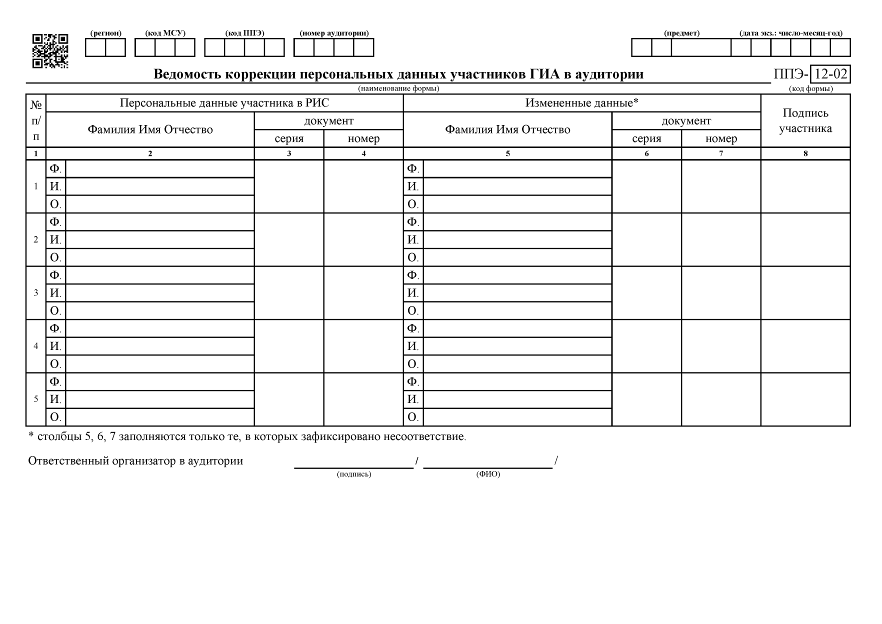 (регион) (код МСУ) (код ППЭ) (номер аудитории) (предмет) (дата экз.: число-месяц-год)
Ведомость коррекции персональных данных участников ГИА в аудитории ППЭ- 12-02
(наименование формы) (код формы)
№ п/п Персональные данные участника в РИС Измененные данные* Подпись участника
Фамилия Имя Отчество документ Фамилия Имя Отчество документ
серия номер серия номер
1 2 3 4 5 6 7 8
Ф. Ф.
1 И. И.
О. О.
Ф. Ф.
2 И. И.
О. О.
Ф. Ф.
3 И. И.
О. О.
Ф. Ф.
4 И. И.
О. О.
Ф. Ф.
5 И. И.
О. О.
* столбцы 5, 6, 7 заполняются только те, в которых зафиксировано несоответствие.
Ответственный организатор в аудитории / /
(подпись) (ФИО)